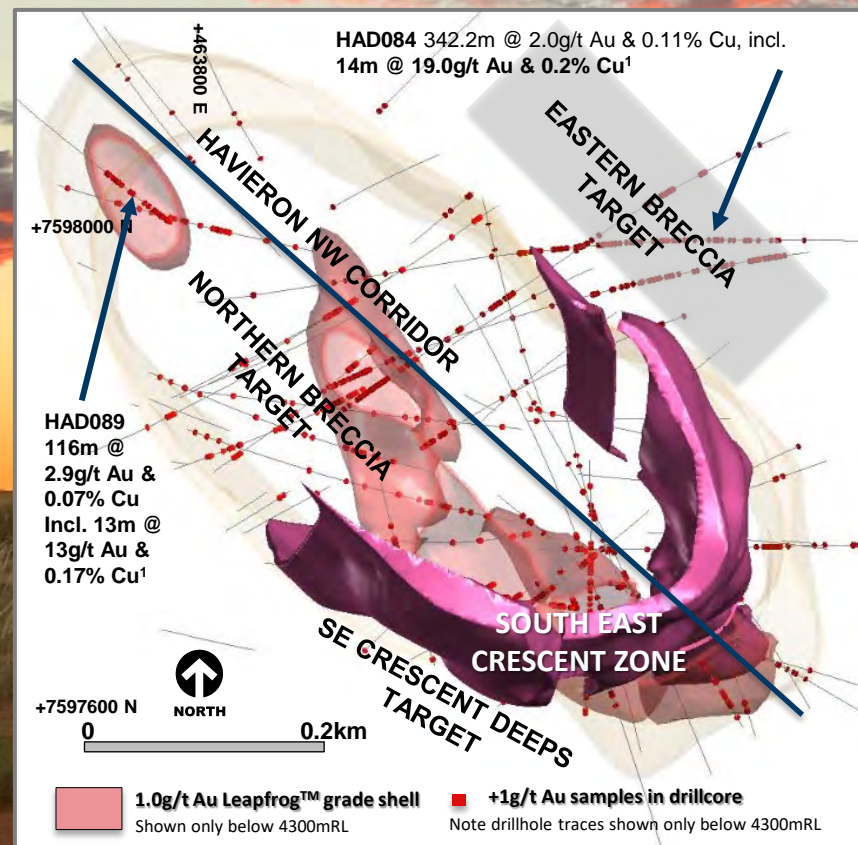 +463800 E
HAD084 342.2m @ 2.0g/t Au & 0.11% Cu, incl.
14m @ 19.0g/t Au & 0.2% Cu¹
EASTERN BRECCIA
TARGET
HAVIERON NW CORRIDOR
+7598000 N
NORTHERN BRECCIA
TARGET
HAD089
116m @
2.9g/t Au &
0.07% Cu
Incl. 13m @
13g/t Au &
0.17% Cu¹
SOUTH EAST
CRESCENT ZONE
SE CRESCENT DEEPS
TARGET
NORTH
+7597600 N
0 0.2km
1.0g/t Au Leapfrog™ grade shell
Shown only below 4300mRL
+1g/t Au samples in drillcore
Note drillhole traces shown only below 4300mRL